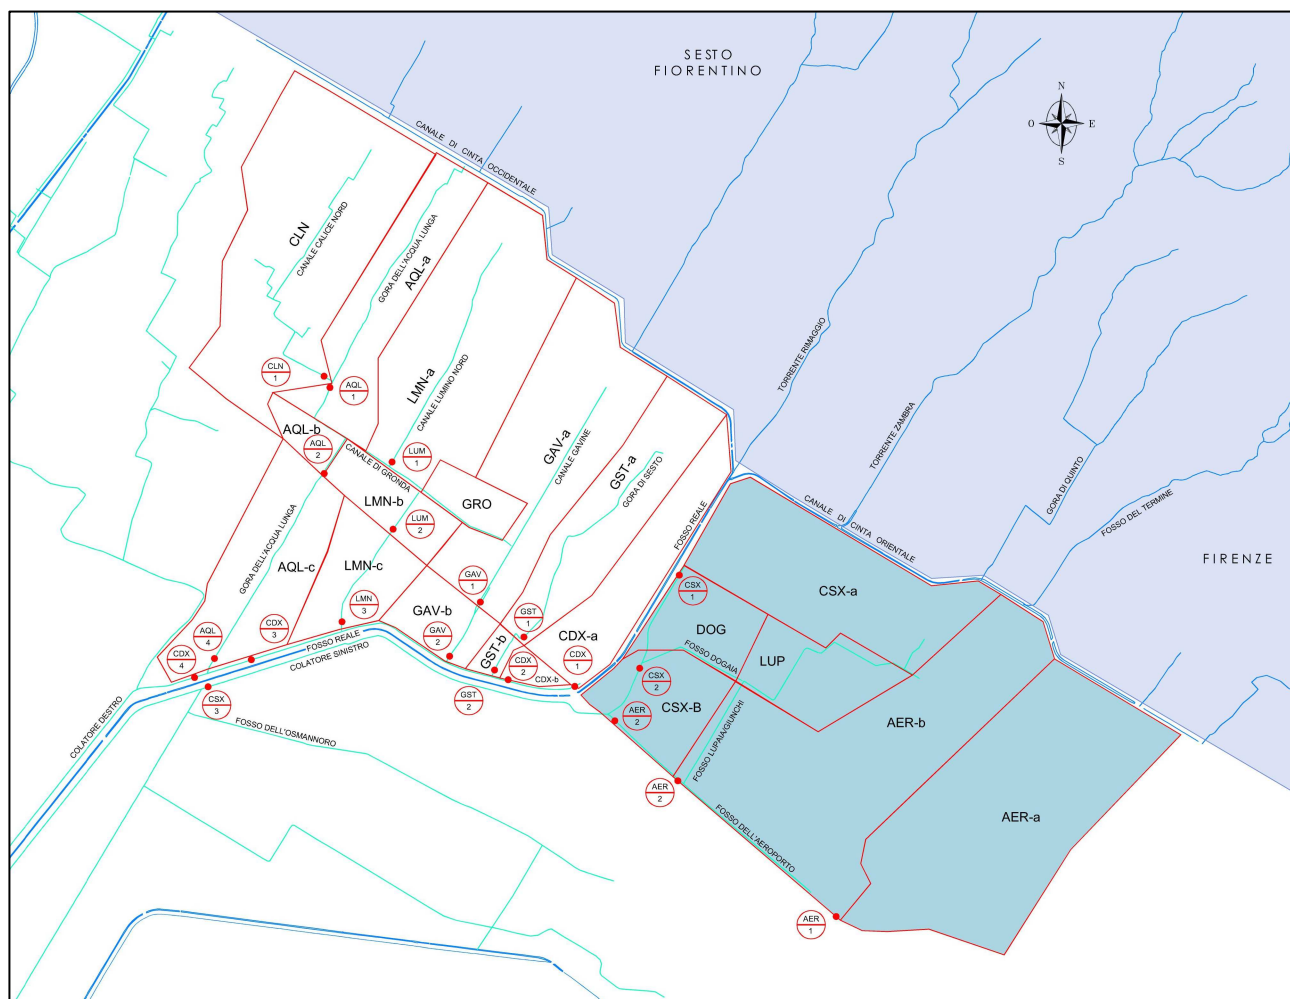 SESTO
FIORENTINO
N
O
E
S
CANALE DI CINTA OCCIDENTALE
CLN
CANALE CALICE NORD
GORA DELL'ACQUA LUNGA
AQL-a
CLN
1
AQL
1
LMN-a
CANALE LUMINO NORD
TORRENTE RIMAGGIO
TORRENTE ZAMBRA
GORA DI QUINTO
FOSSO DEL TERMINE
FIRENZE
AQL-b
AQL
2
CANALE DI GRONDA
LUM
1
GAV-a
CANALE GAVINE
GST-a
GORA DI SESTO
LMN-b
GRO
LUM
2
FOSSO REALE
CANALE DI CINTA ORIENTALE
GORA DELL'ACQUA LUNGA
AQL-c
LMN-c
LMN
3
GAV
1
GAV-b
GAV
2
GST
1
GST-b
CDX-a
CDX
1
CDX
2
CDX-b
GST
2
CSX
1
CSX-a
DOG
LUP
FOSSO DOGAIA
CSX
2
CSX-B
AER
2
AER-b
FOSSO LUPAIA/GIUNCHI
AQL
4
CDX
3
CDX
4
FOSSO REALE
COLATORE SINISTRO
CSX
3
COLATORE DESTRO
FOSSO DELL'OSMANNORO
AER
2
FOSSO DELL'AEROPORTO
AER-a
AER
1